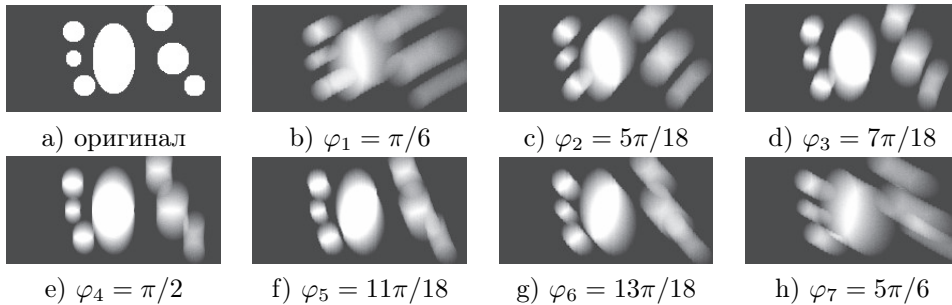 a) оригинал
b) φ₁ = π/6
c) φ₂ = 5π/18
d) φ₃ = 7π/18
e) φ₄ = π/2
f) φ₅ = 11π/18
g) φ₆ = 13π/18
h) φ₇ = 5π/6